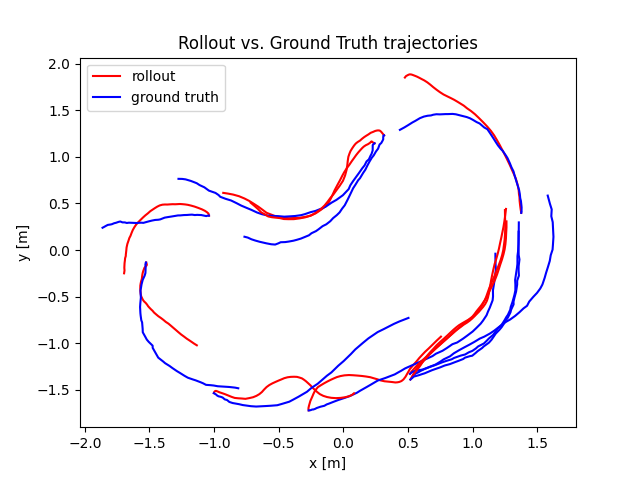 Rollout vs. Ground Truth trajectories
rollout
ground truth
2.0
1.5
1.0
0.5
0.0
−0.5
−1.0
−1.5
y [m]
−2.0 −1.5 −1.0 −0.5 0.0 0.5 1.0 1.5
x [m]